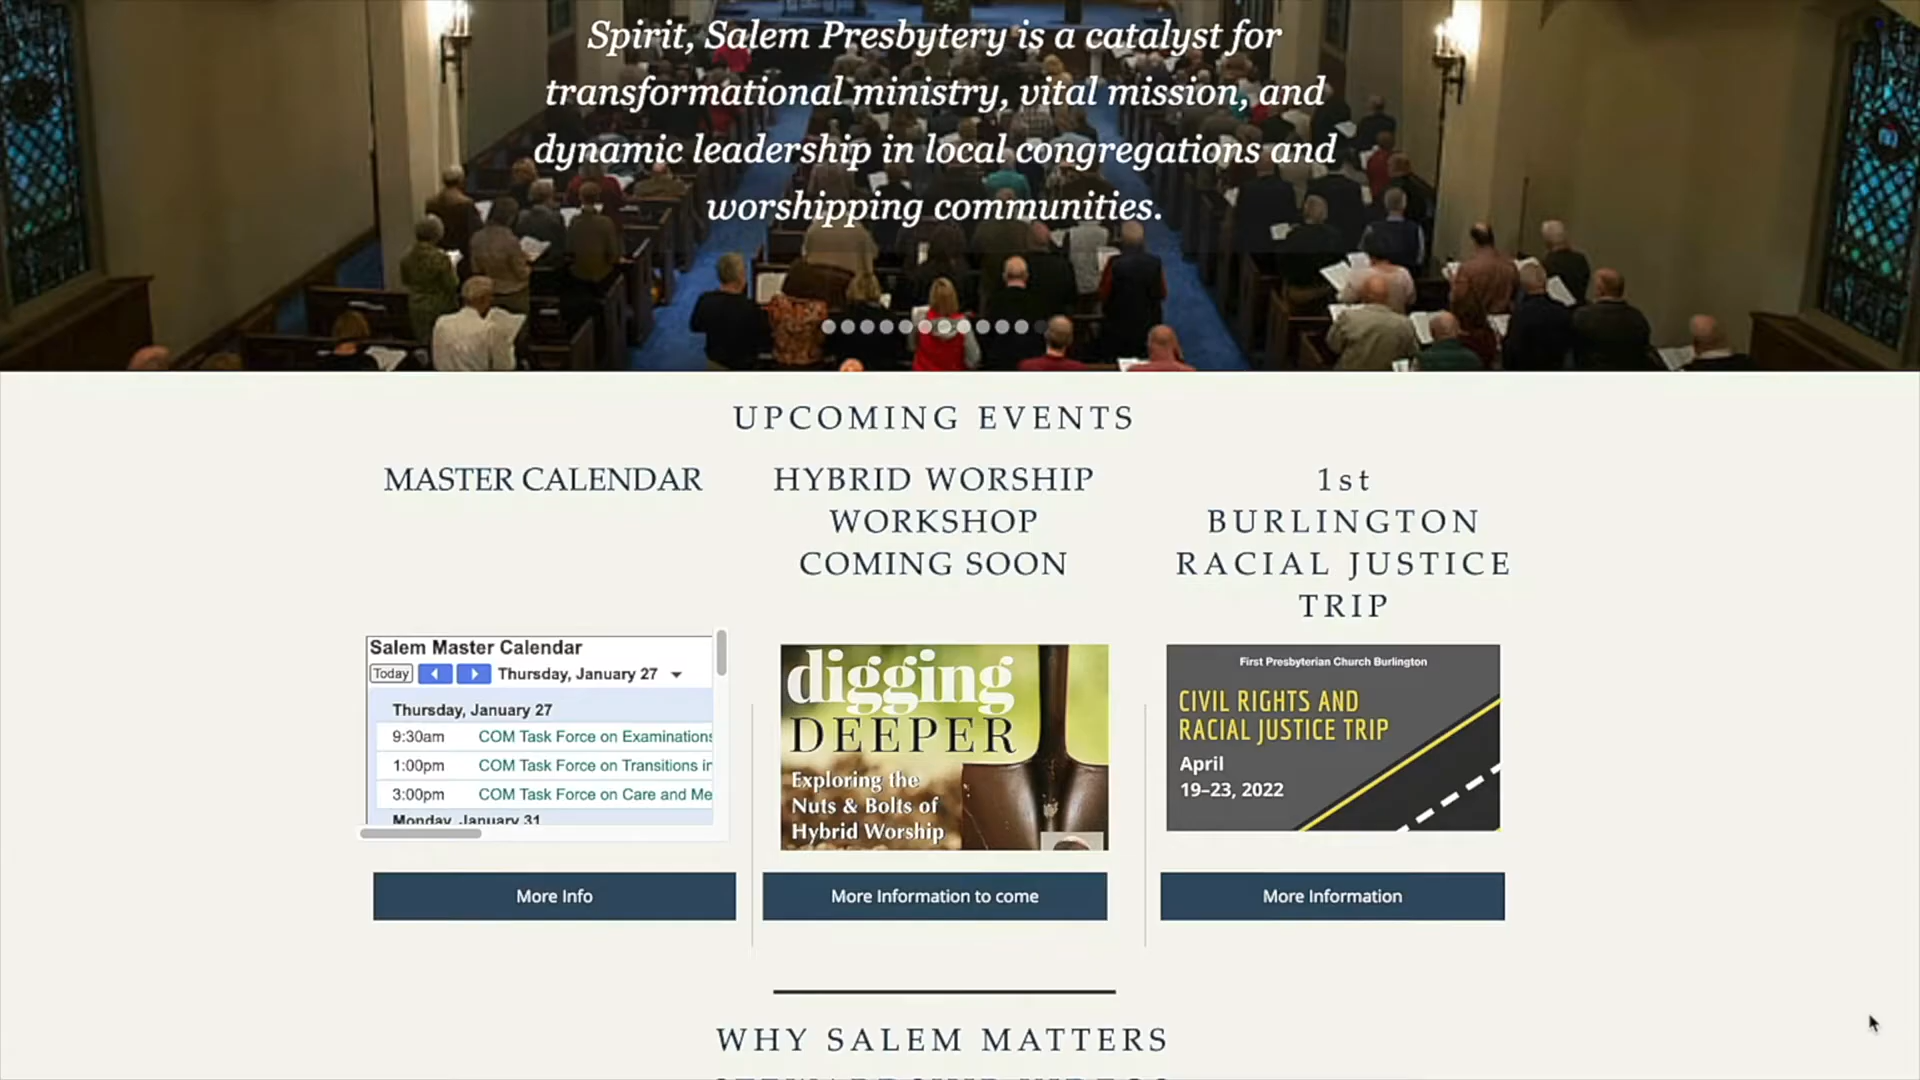 Spirit, Salem Presbytery is a catalyst for
transformational ministry, vital mission, and
dynamic leadership in local congregations and
worshipping communities.
UPCOMING EVENTS
MASTER CALENDAR
HYBRID WORSHIP
WORKSHOP
COMING SOON
1st
BURLINGTON
RACIAL JUSTICE
TRIP
Salem Master Calendar
Today Thursday, January 27
Thursday, January 27
9:30am COM Task Force on Examinations
1:00pm COM Task Force on Transitions in
3:00pm COM Task Force on Care and Me
Monday, January 31
More Info
digging
DEEPER
Exploring the
Nuts & Bolts of
Hybrid Worship
More Information to come
First Presbyterian Church Burlington
CIVIL RIGHTS AND
RACIAL JUSTICE TRIP
April
19–23, 2022
More Information
WHY SALEM MATTERS